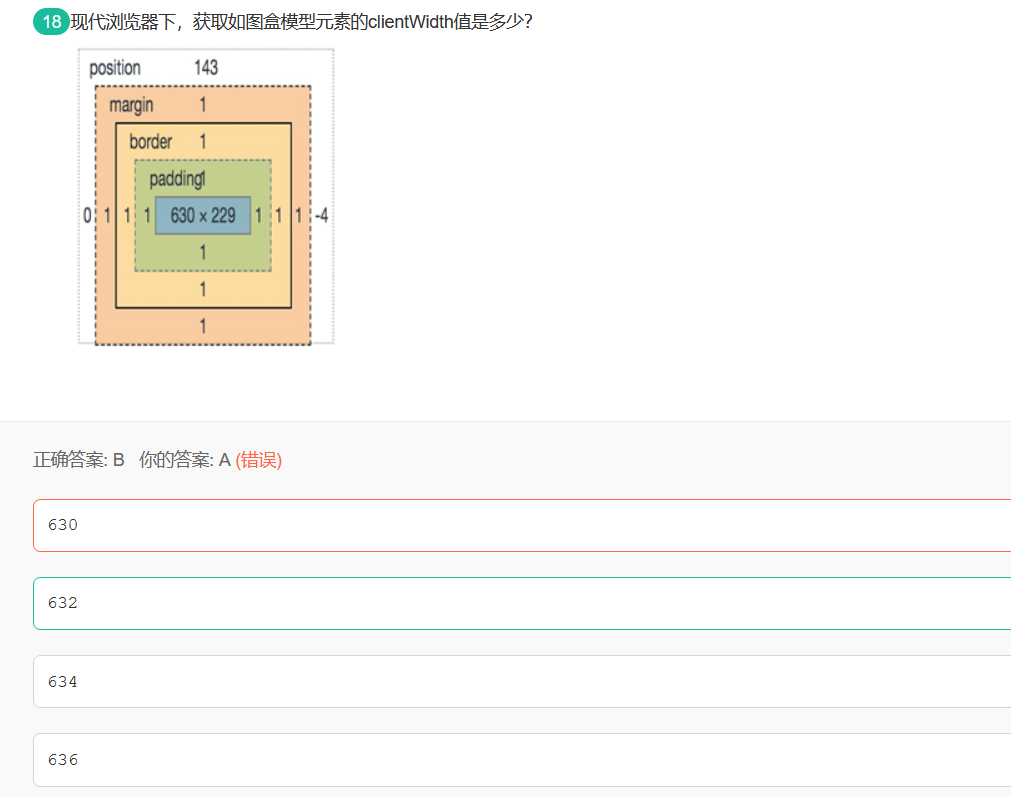 18 现代浏览器下，获取如图盒模型元素的clientWidth值是多少？
position 143
margin 1
border 1
padding1
0 1 1 1 630 × 229 1 1 1 -4
1
1
1
正确答案: B 你的答案: A (错误)
630
632
634
636